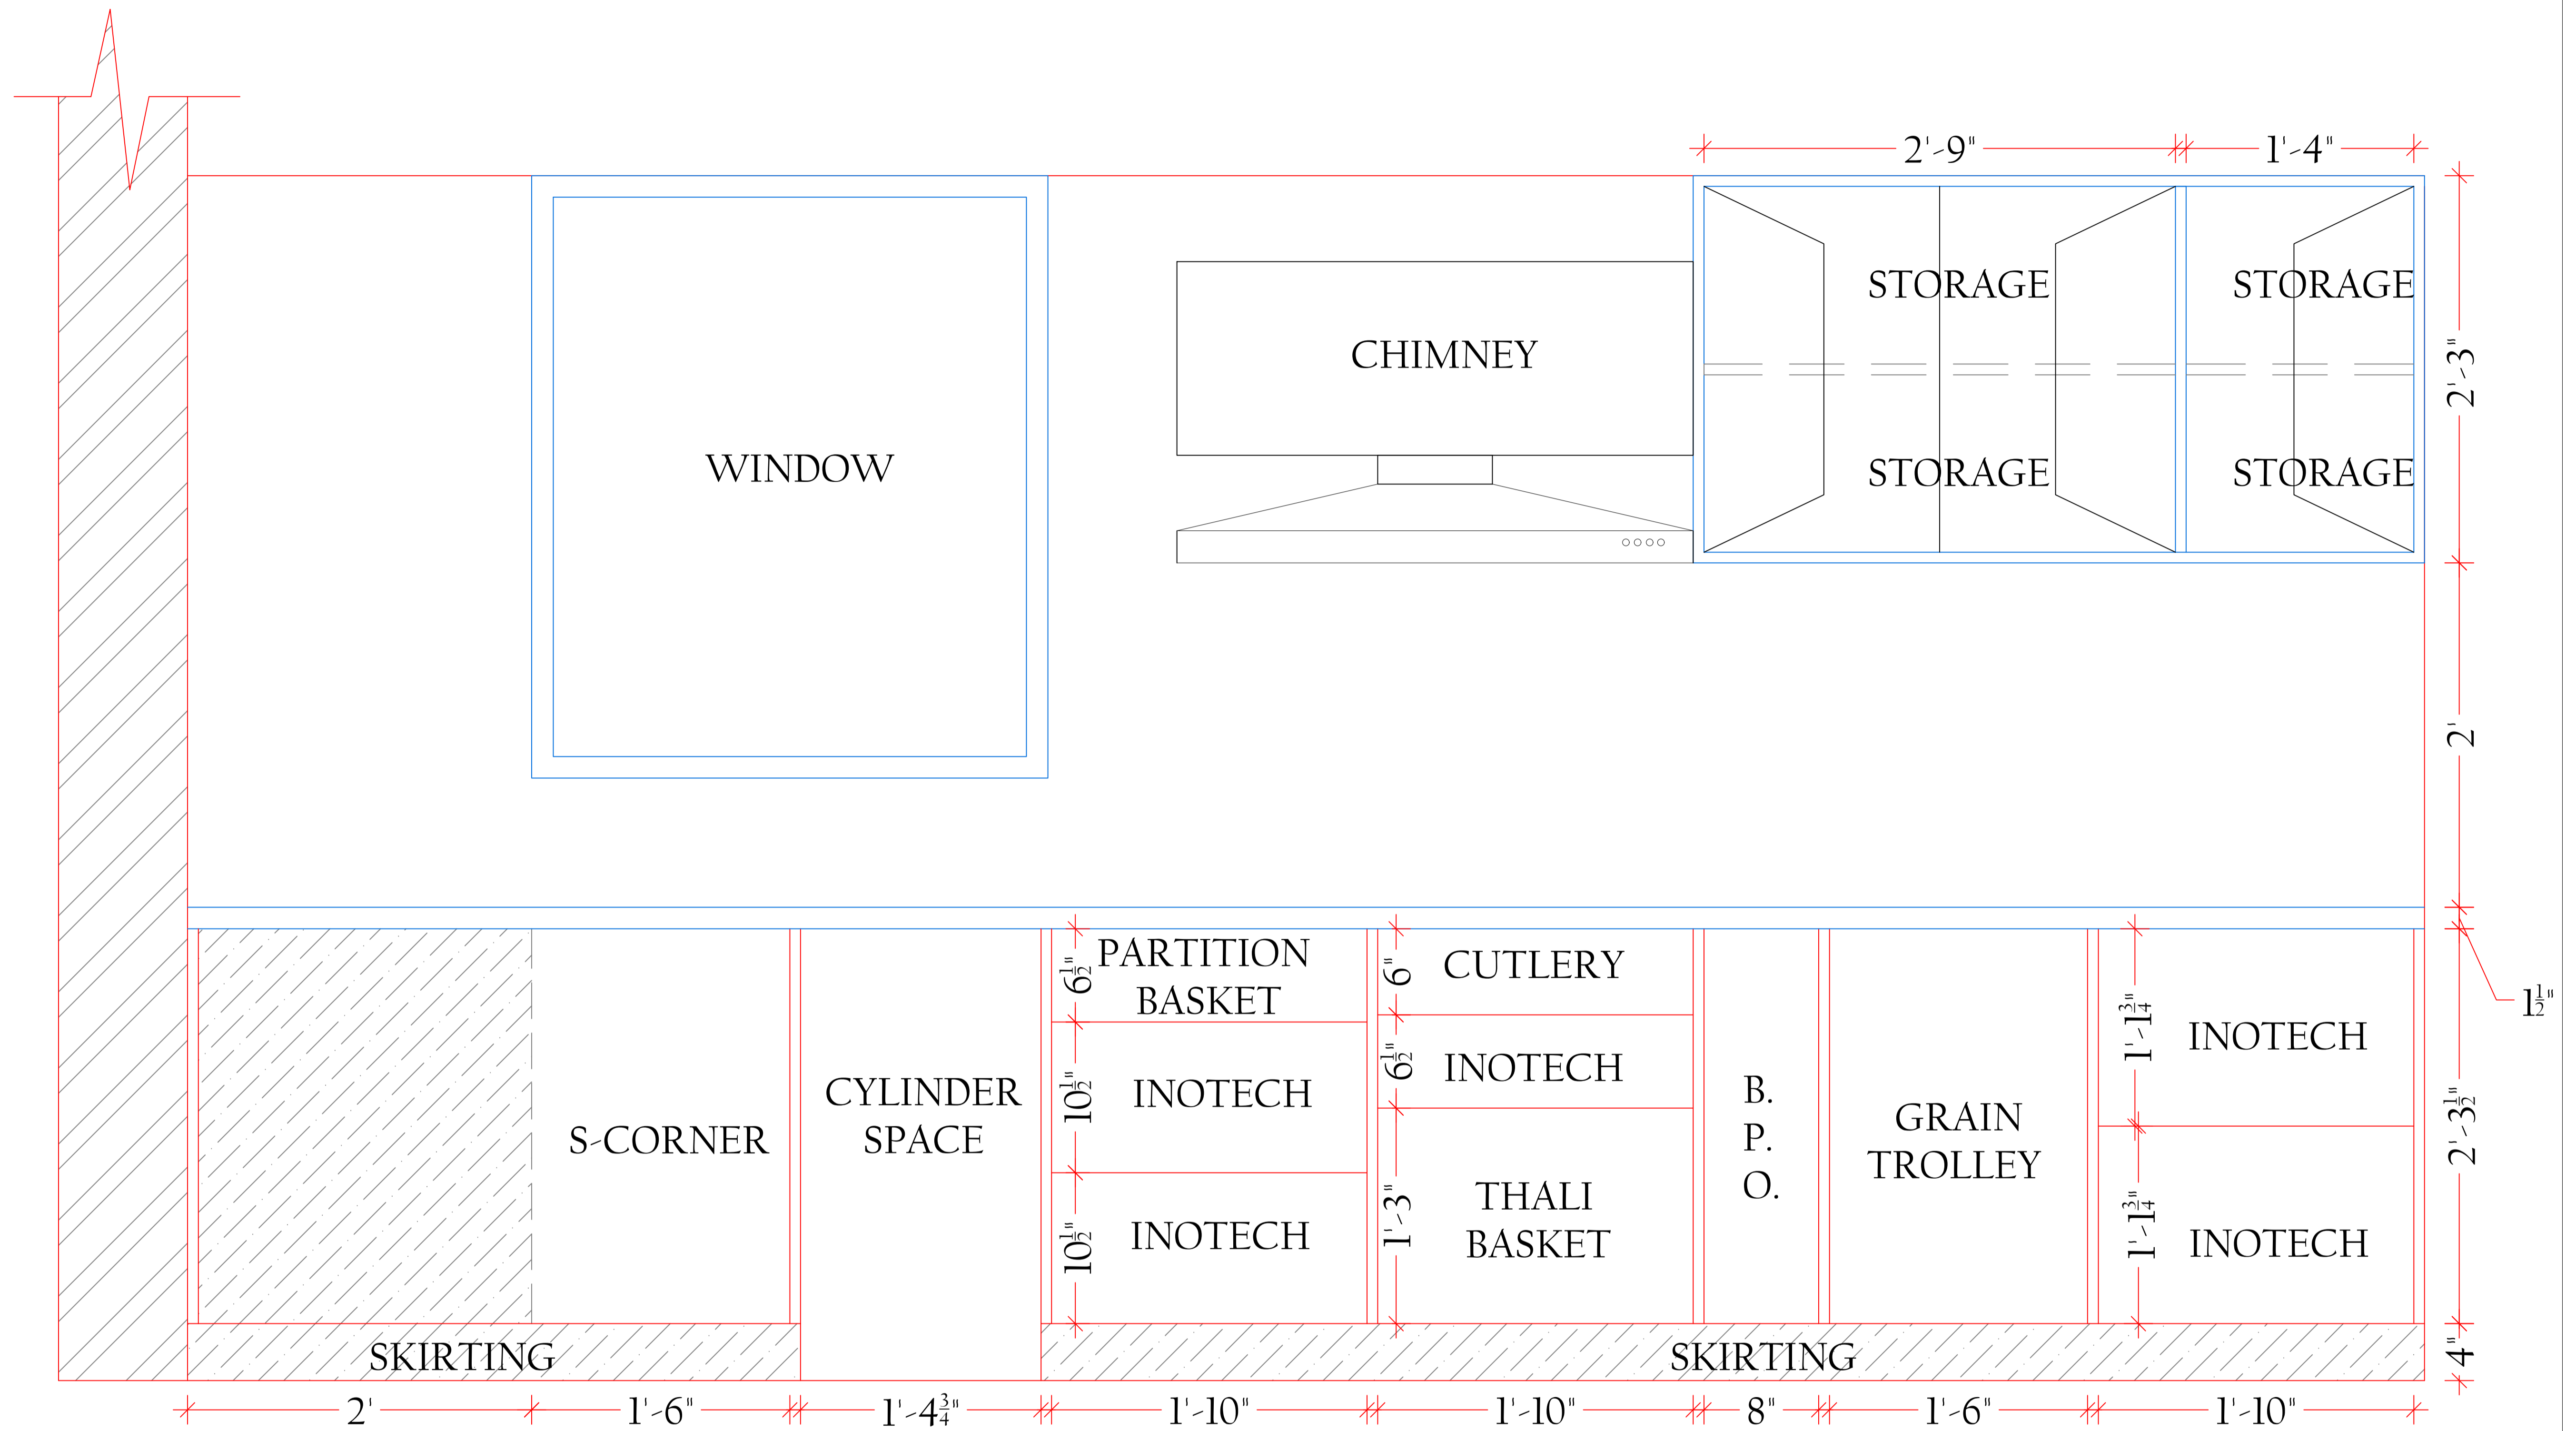 2'-9" 1'-4"
STORAGE STORAGE
CHIMNEY
2'-3"
WINDOW
STORAGE STORAGE
2'
PARTITION
BASKET
6½"
6"
CUTLERY
1½"
INOTECH
6½"
INOTECH
1'-1¾"
CYLINDER
SPACE
10½"
INOTECH
B.
P.
O.
GRAIN
TROLLEY
2'-3½"
S-CORNER
1'-3"
THALI
BASKET
10½"
INOTECH
1'-1¾"
INOTECH
SKIRTING SKIRTING
4"
2' 1'-6" 1'-4¾" 1'-10" 1'-10" 8" 1'-6" 1'-10"